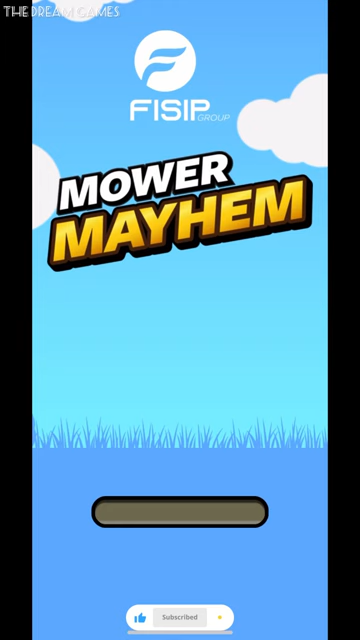 THE DREAM GAMES
FISIP
GROUP
MOWER
MAYHEM
Subscribed